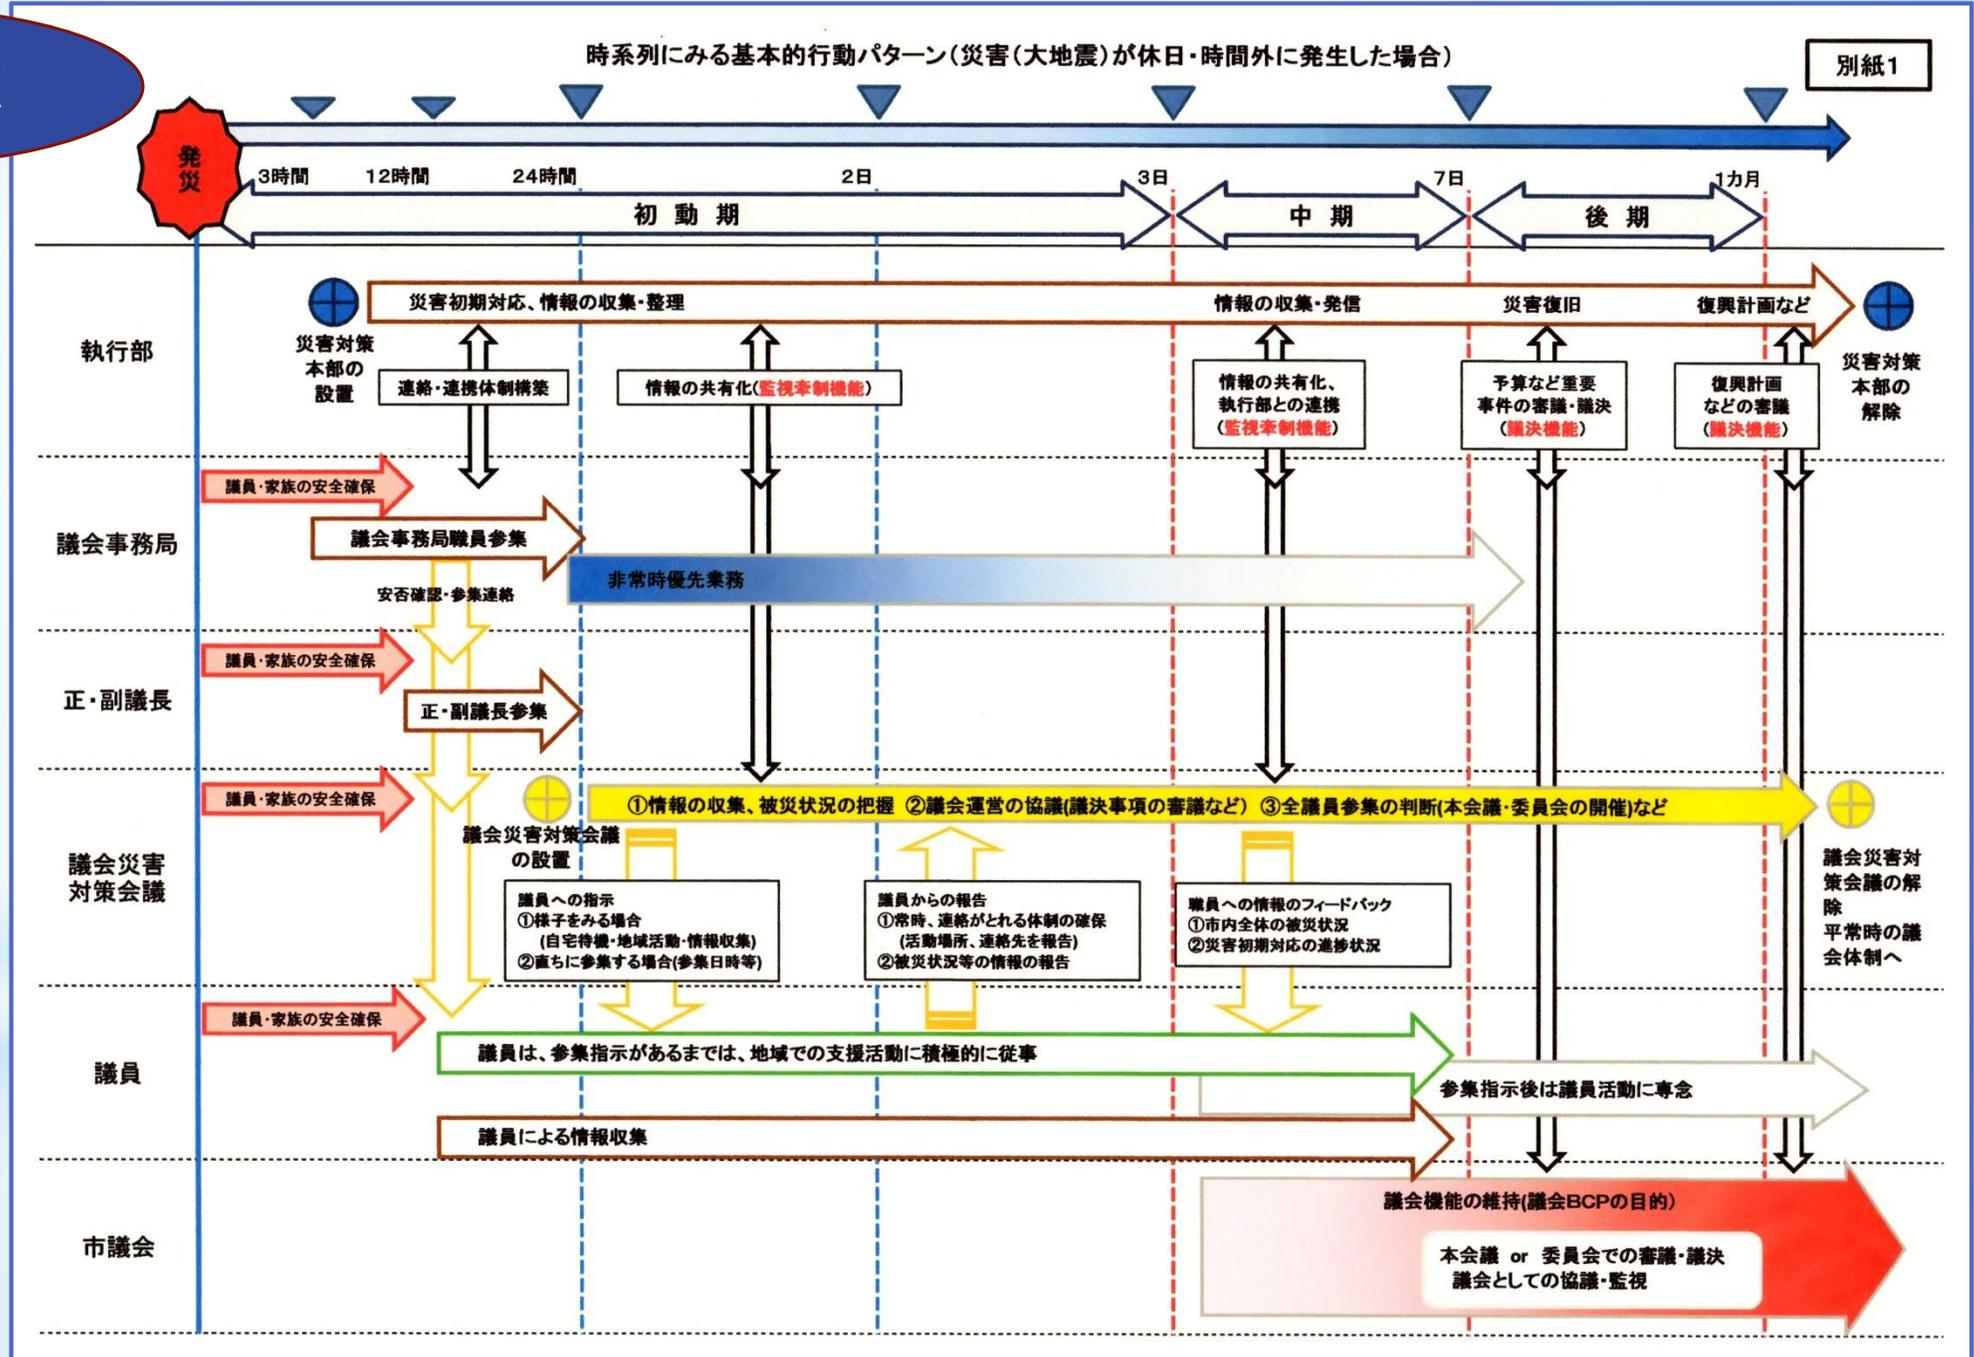 時系列にみる基本的行動パターン(災害(大地震)が休日・時間外に発生した場合)
別紙1
発
災
3時間
12時間
24時間
2日
3日
7日
1カ月
初 動 期
中 期
後 期
執行部
災害対策
本部の
設置
災害初期対応、情報の収集・整理
情報の収集・発信
災害復旧
復興計画など
災害対策
本部の
解除
連絡・連携体制構築
情報の共有化(監視牽制機能)
情報の共有化、
執行部との連携
(監視牽制機能)
予算など重要
事件の審議・議決
(議決機能)
復興計画
などの審議
(議決機能)
議会事務局
議員・家族の安全確保
議会事務局職員参集
安否確認・参集連絡
非常時優先業務
正・副議長
議員・家族の安全確保
正・副議長参集
議会災害
対策会議
議員・家族の安全確保
議会災害対策会議
の設置
①情報の収集、被災状況の把握 ②議会運営の協議(議決事項の審議など) ③全議員参集の判断(本会議・委員会の開催)など
議員への指示
①様子をみる場合
(自宅待機・地域活動・情報収集)
②直ちに参集する場合(参集日時等)
議員からの報告
①常時、連絡がとれる体制の確保
(活動場所、連絡先を報告)
②被災状況等の情報の報告
職員への情報のフィードバック
①市内全体の被災状況
②災害初期対応の進捗状況
議会災害対
策会議の解
除
平常時の議
会体制へ
議員
議員・家族の安全確保
議員は、参集指示があるまでは、地域での支援活動に積極的に従事
参集指示後は議員活動に専念
議員による情報収集
市議会
議会機能の維持(議会BCPの目的)
本会議 or 委員会での審議・議決
議会としての協議・監視